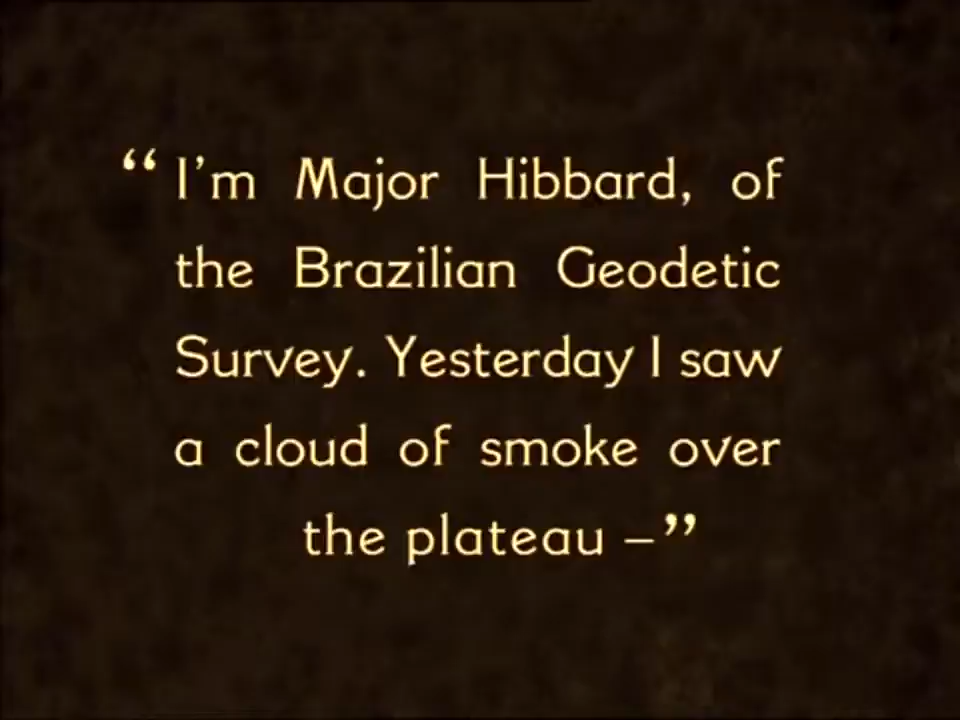 “I’m Major Hibbard, of
the Brazilian Geodetic
Survey. Yesterday I saw
a cloud of smoke over
the plateau –”